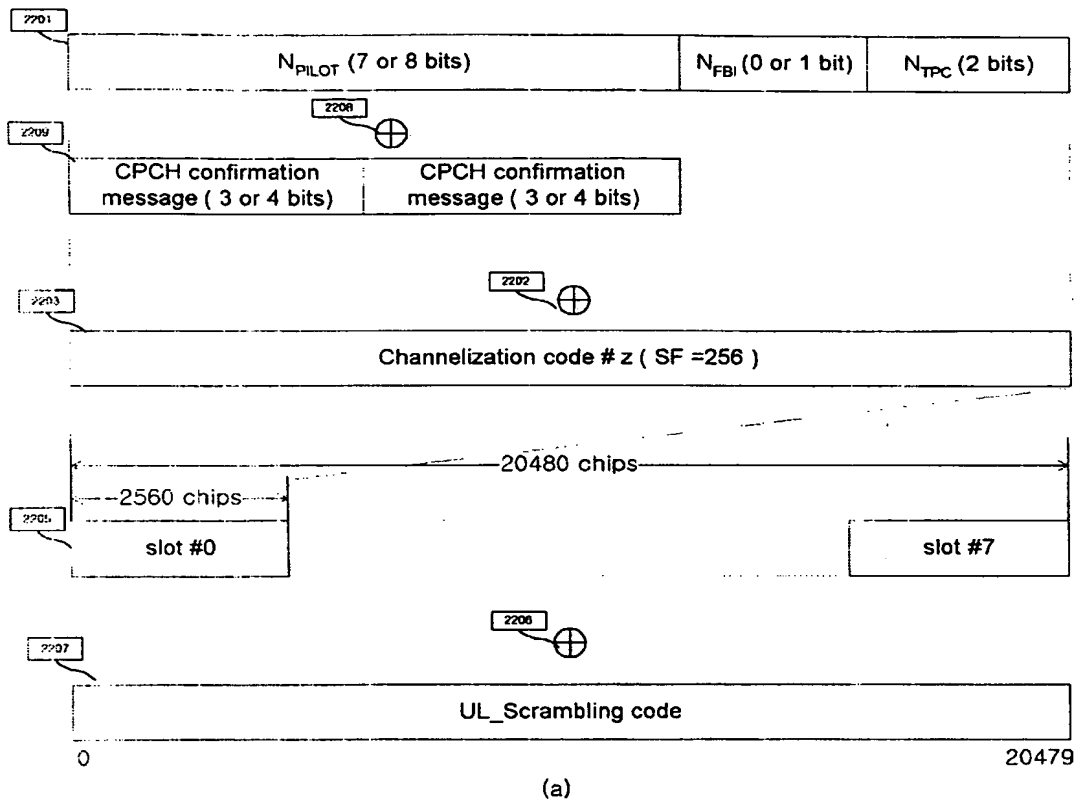 2201
N_PILOT (7 or 8 bits) N_FBI (0 or 1 bit) N_TPC (2 bits)
2208
2209
CPCH confirmation message ( 3 or 4 bits) CPCH confirmation message ( 3 or 4 bits)
2202
2203
Channelization code # z ( SF =256 )
20480 chips
2560 chips
2205
slot #0 slot #7
2206
2207
UL_Scrambling code
0 20479
(a)